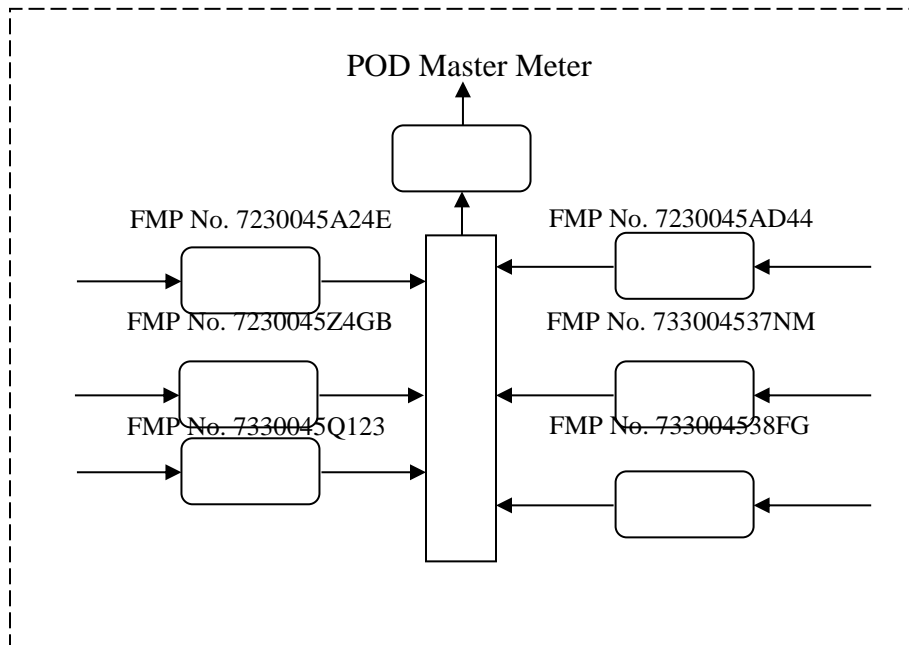 POD Master Meter
FMP No. 7230045A24E
FMP No. 7230045AD44
FMP No. 7230045Z4GB
FMP No. 733004537NM
FMP No. 7330045Q123
FMP No. 733004538FG